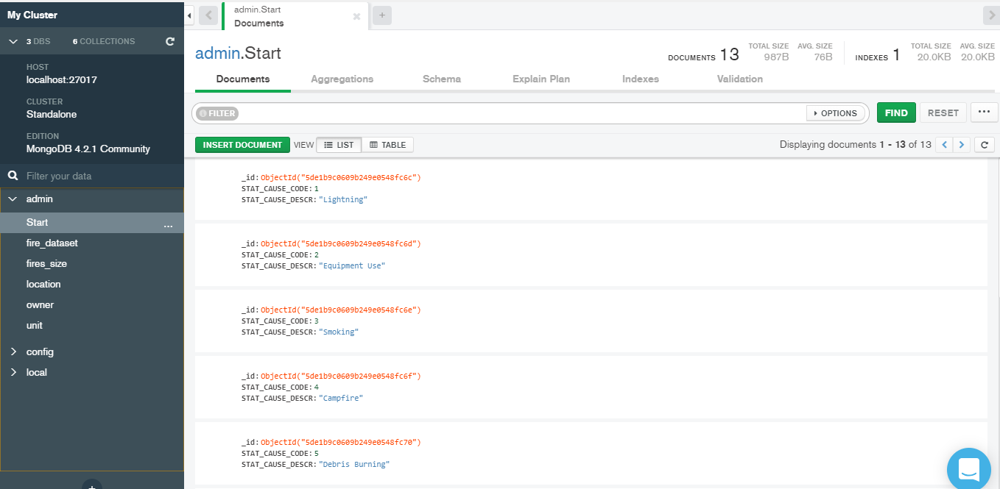 My Cluster
3 DBS 6 COLLECTIONS
HOST
localhost:27017
CLUSTER
Standalone
EDITION
MongoDB 4.2.1 Community
Filter your data
admin
Start ...
fire_dataset
fires_size
location
owner
unit
config
local
+
admin.Start
Documents
+
admin.Start
DOCUMENTS 13 TOTAL SIZE 987B AVG. SIZE 76B INDEXES 1 TOTAL SIZE 20.0KB AVG. SIZE 20.0KB
Documents Aggregations Schema Explain Plan Indexes Validation
FILTER OPTIONS FIND RESET ...
INSERT DOCUMENT VIEW LIST TABLE Displaying documents 1 - 13 of 13
_id: ObjectId("5de1b9c0609b249e0548fc6c")
STAT_CAUSE_CODE: 1
STAT_CAUSE_DESCR: "Lightning"
_id: ObjectId("5de1b9c0609b249e0548fc6d")
STAT_CAUSE_CODE: 2
STAT_CAUSE_DESCR: "Equipment Use"
_id: ObjectId("5de1b9c0609b249e0548fc6e")
STAT_CAUSE_CODE: 3
STAT_CAUSE_DESCR: "Smoking"
_id: ObjectId("5de1b9c0609b249e0548fc6f")
STAT_CAUSE_CODE: 4
STAT_CAUSE_DESCR: "Campfire"
_id: ObjectId("5de1b9c0609b249e0548fc70")
STAT_CAUSE_CODE: 5
STAT_CAUSE_DESCR: "Debris Burning"